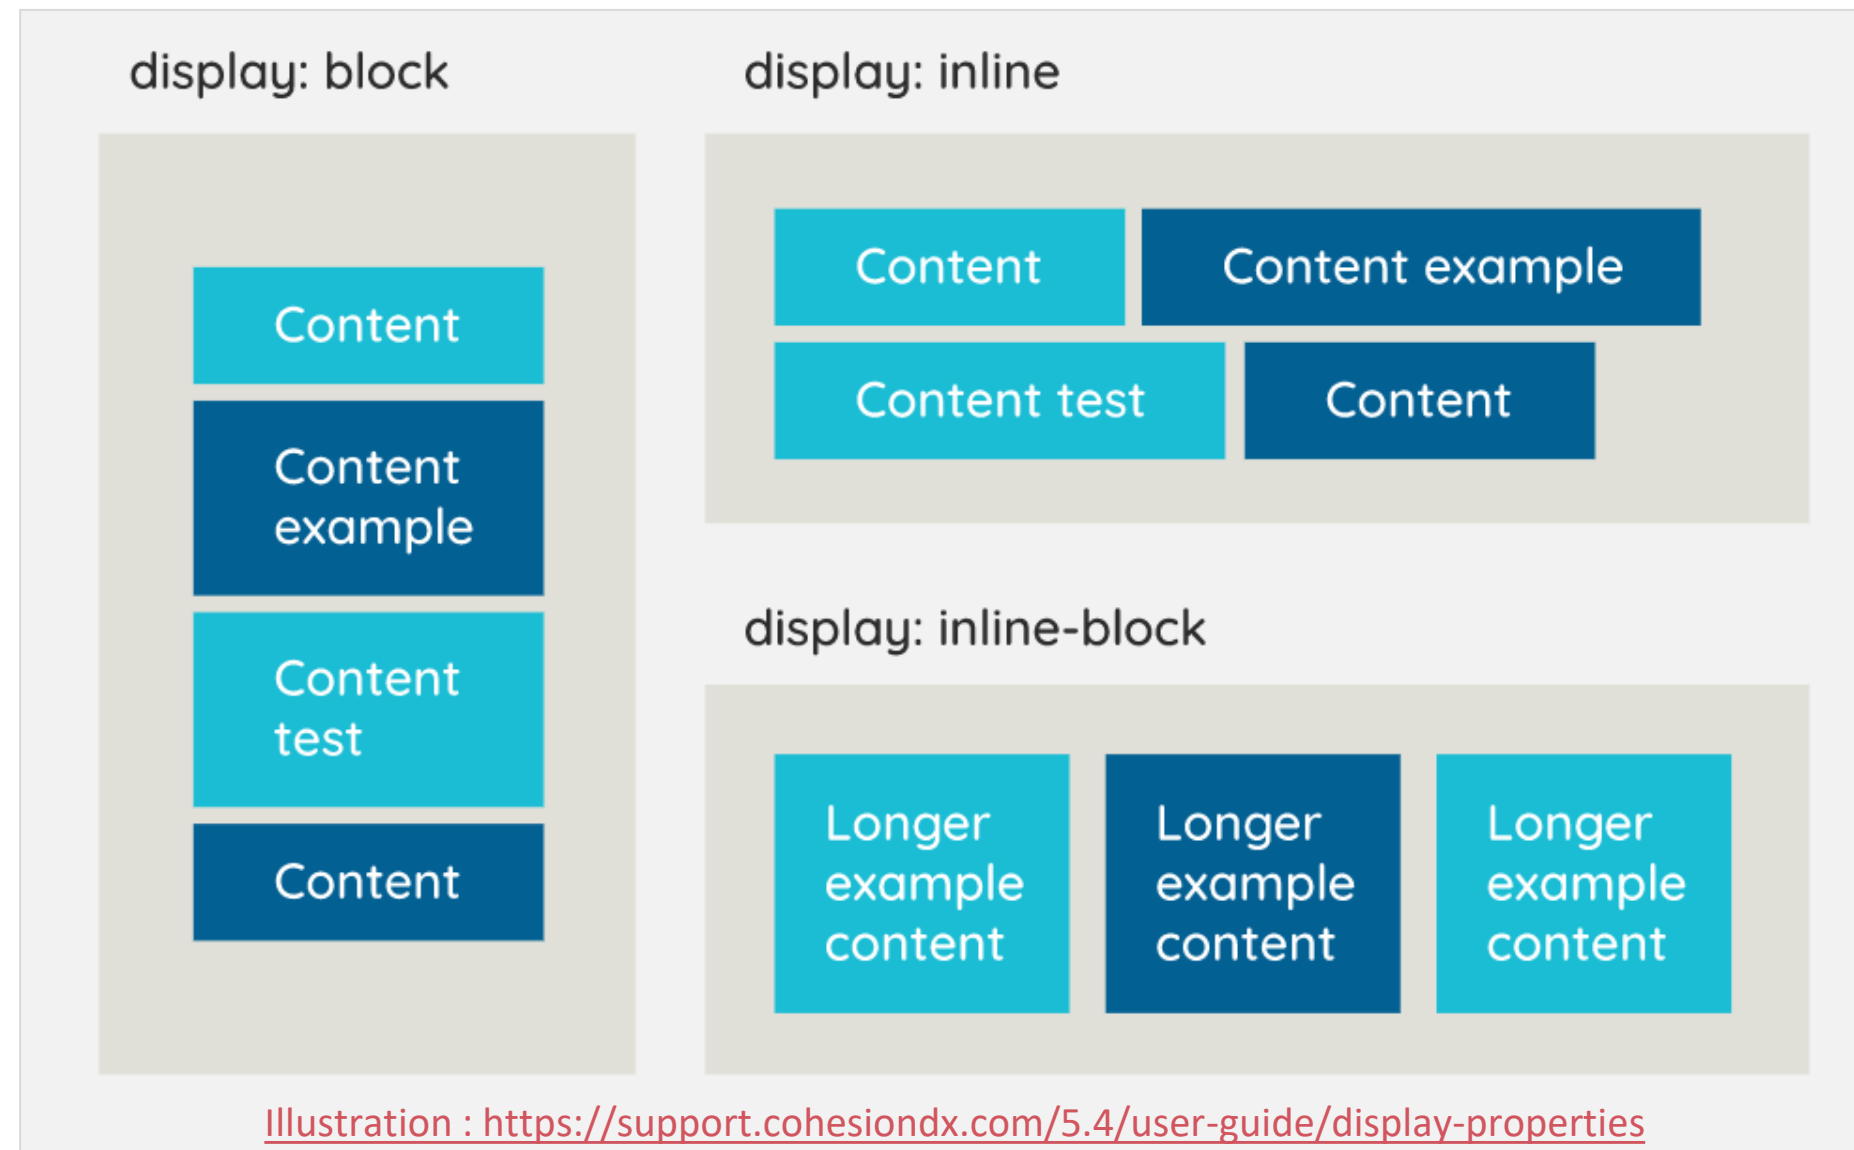 display: block
Content
Content
example
Content
test
Content
display: inline
Content
Content example
Content test
Content
display: inline-block
Longer
example
content
Longer
example
content
Longer
example
content
Illustration : https://support.cohesiondx.com/5.4/user-guide/display-properties